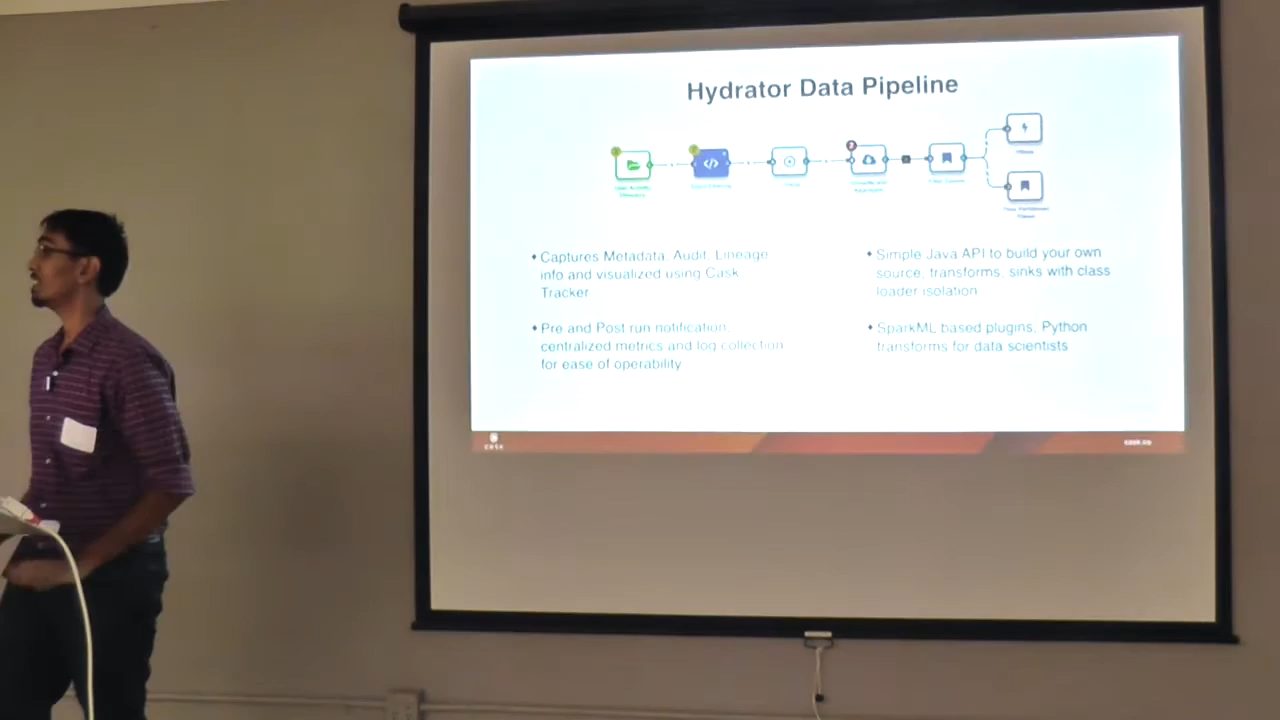 Hydrator Data Pipeline
• Captures Metadata, Audit, Lineage
info and visualized using Cask
Tracker
• Pre and Post run notification,
centralized metrics and log collection
for ease of operability
• Simple Java API to build your own
source, transforms, sinks with class
loader isolation
• SparkML based plugins, Python
transforms for data scientists
CASK